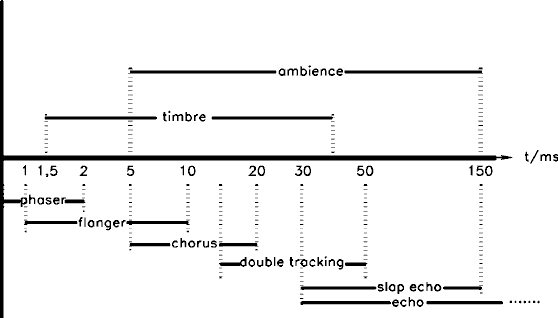 ambience
timbre
t/ms
1 1,5 2 5 10 20 30 50 150
phaser
flanger
chorus
double tracking
slap echo
echo